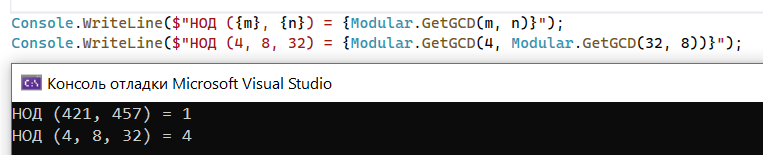 Console.WriteLine($"НОД ({m}, {n}) = {Modular.GetGCD(m, n)}");
Console.WriteLine($"НОД (4, 8, 32) = {Modular.GetGCD(4, Modular.GetGCD(32, 8))}");
C:\ Консоль отладки Microsoft Visual Studio
НОД (421, 457) = 1
НОД (4, 8, 32) = 4